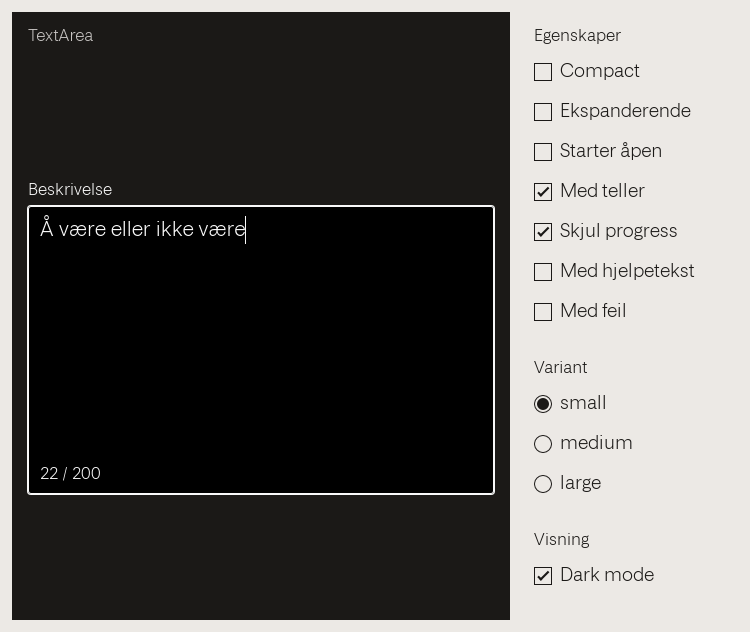 TextArea
Beskrivelse
Å være eller ikke være
22 / 200
Egenskaper
Compact
Ekspanderende
Starter åpen
Med teller
Skjul progress
Med hjelpetekst
Med feil
Variant
small
medium
large
Visning
Dark mode